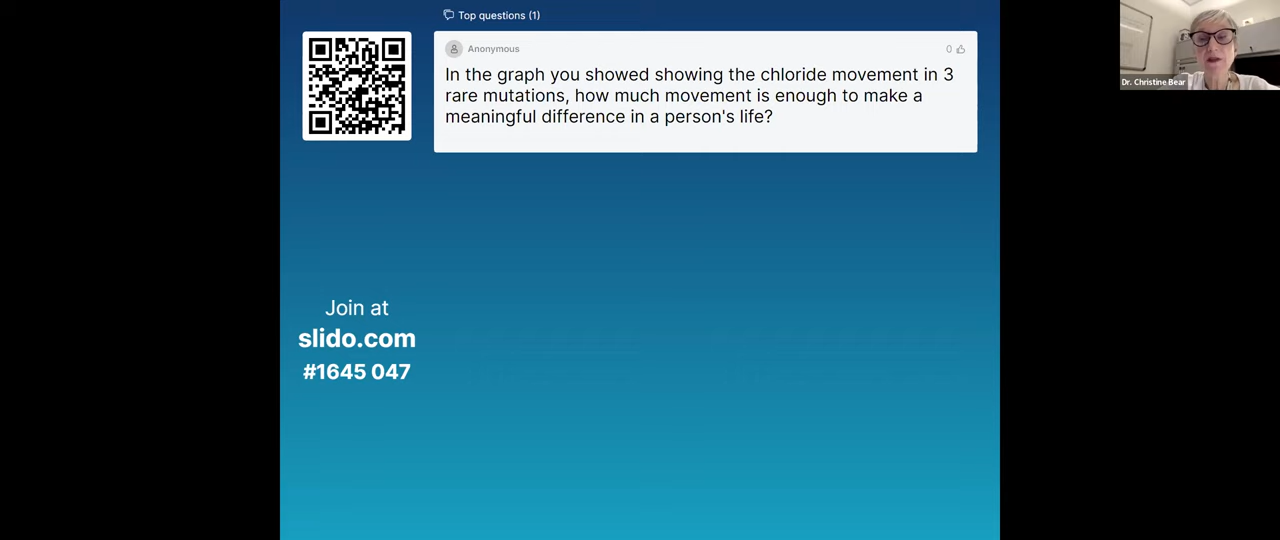 Top questions (1)
Anonymous
0
In the graph you showed showing the chloride movement in 3
rare mutations, how much movement is enough to make a
meaningful difference in a person's life?
Join at
slido.com
#1645 047
Dr. Christine Bear